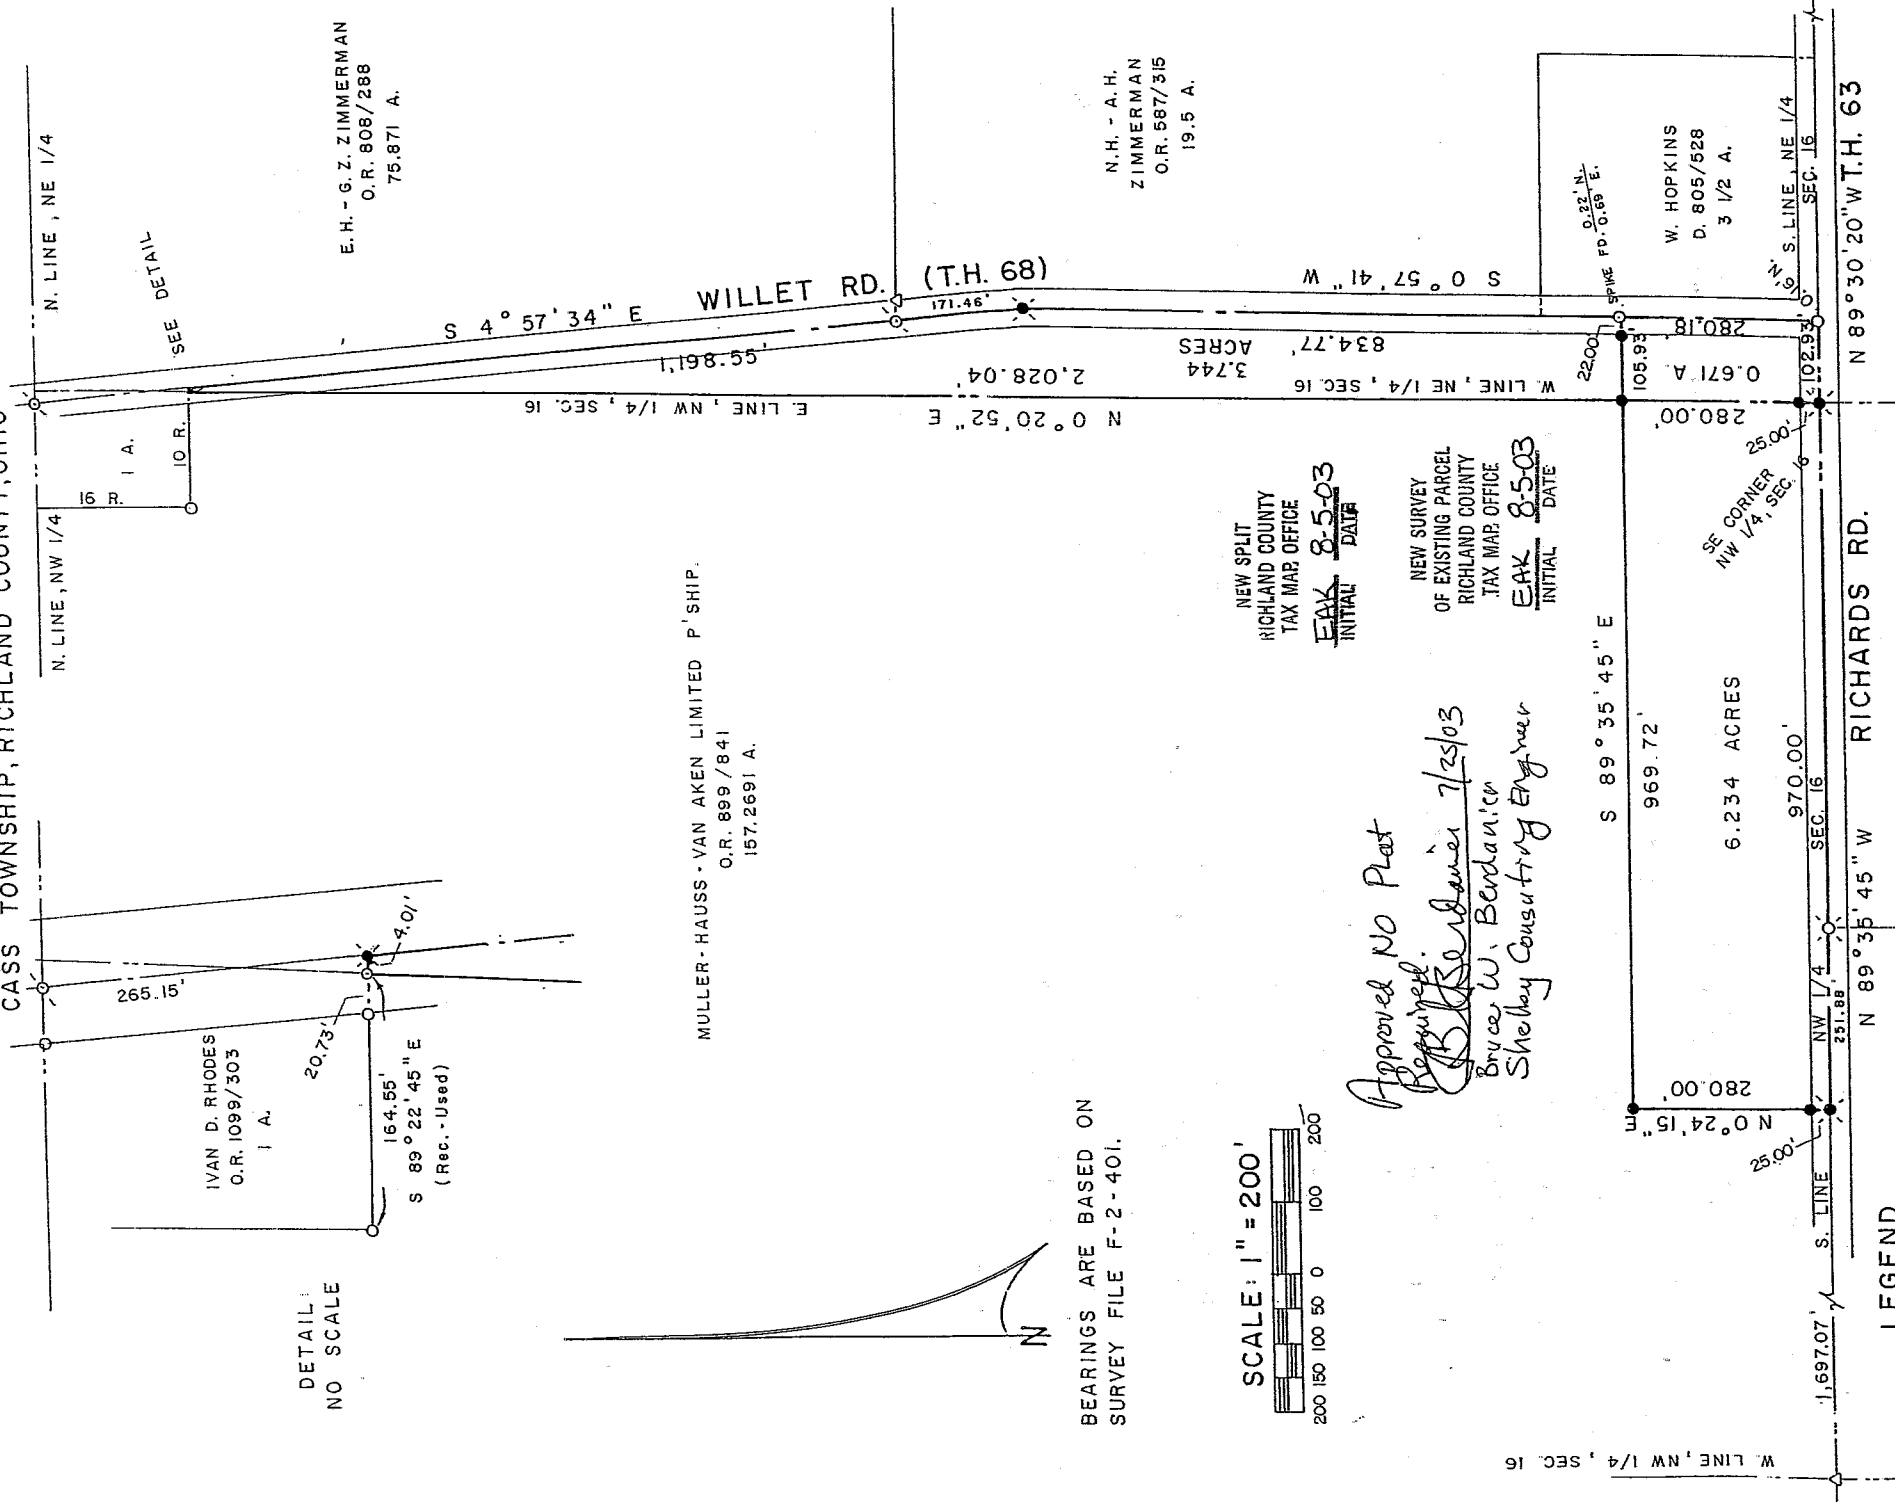 CASS TOWNSHIP, RICHLAND COUNTY, OHIO
N. LINE, NE 1/4
N. LINE, NW 1/4
16 R.
1 A.
10 R.
SEE DETAIL
E.H. - G.Z. ZIMMERMAN
O.R. 808/288
75.871 A.
S 4° 57' 34" E
WILLET RD. (T.H. 68)
1,198.55'
171.46'
N.H. - A.H.
ZIMMERMAN
O.R. 587/315
19.5 A.
S 0° 57' 41" W
834.77'
3.744
ACRES
2,028.04'
N 0° 20' 52" E
E. LINE, NW 1/4, SEC. 16
W. LINE, NE 1/4, SEC. 16
SPIKE FD. 0.22' N.
0.69' E.
W. HOPKINS
D. 805/528
3 1/2 A.
22.00'
105.93'
280.18'
0.671 A.
280.00'
102.93'
0.16' N.
S. LINE, NE 1/4
SEC. 16
N 89° 30' 20" W T.H. 63
25.00'
SE CORNER
NW 1/4, SEC. 16
265.15'
4.01'
20.73'
IVAN D. RHODES
O.R. 1099/303
1 A.
164.55'
S 89° 22' 45" E
(Rec. - Used)
DETAIL:
NO SCALE
MULLER - HAUSS - VAN AKEN LIMITED P'SHIP.
O.R. 899/841
157.2691 A.
N
BEARINGS ARE BASED ON
SURVEY FILE F-2-401.
SCALE: 1" = 200'
200 150 100 50 0 100 200
NEW SPLIT
RICHLAND COUNTY
TAX MAP OFFICE
EAK 8-5-03
INITIAL DATE
NEW SURVEY
OF EXISTING PARCEL
RICHLAND COUNTY
TAX MAP OFFICE
EAK 8-5-03
INITIAL DATE
Approved NO Plat
Required.
7/25/03
Bruce W. Berdanier
Shelby Consulting Engineer
S 89° 35' 45" E
969.72'
6.234 ACRES
970.00'
N 0° 24' 15" E
280.00'
25.00'
S. LINE NW 1/4 SEC. 16
251.88'
1,697.07'
N 89° 35' 45" W
RICHARDS RD.
W. LINE, NW 1/4, SEC. 16
LEGEND